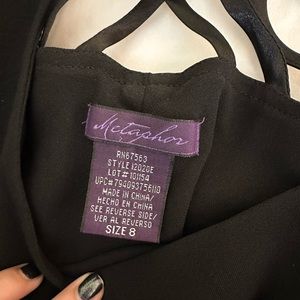 Metaphor
RN67563
STYLE 12020E
LOT# 101154
UPC# 794093756110
MADE IN CHINA/
HECHO EN CHINA
SEE REVERSE SIDE/
VER AL REVERSO
SIZE 8